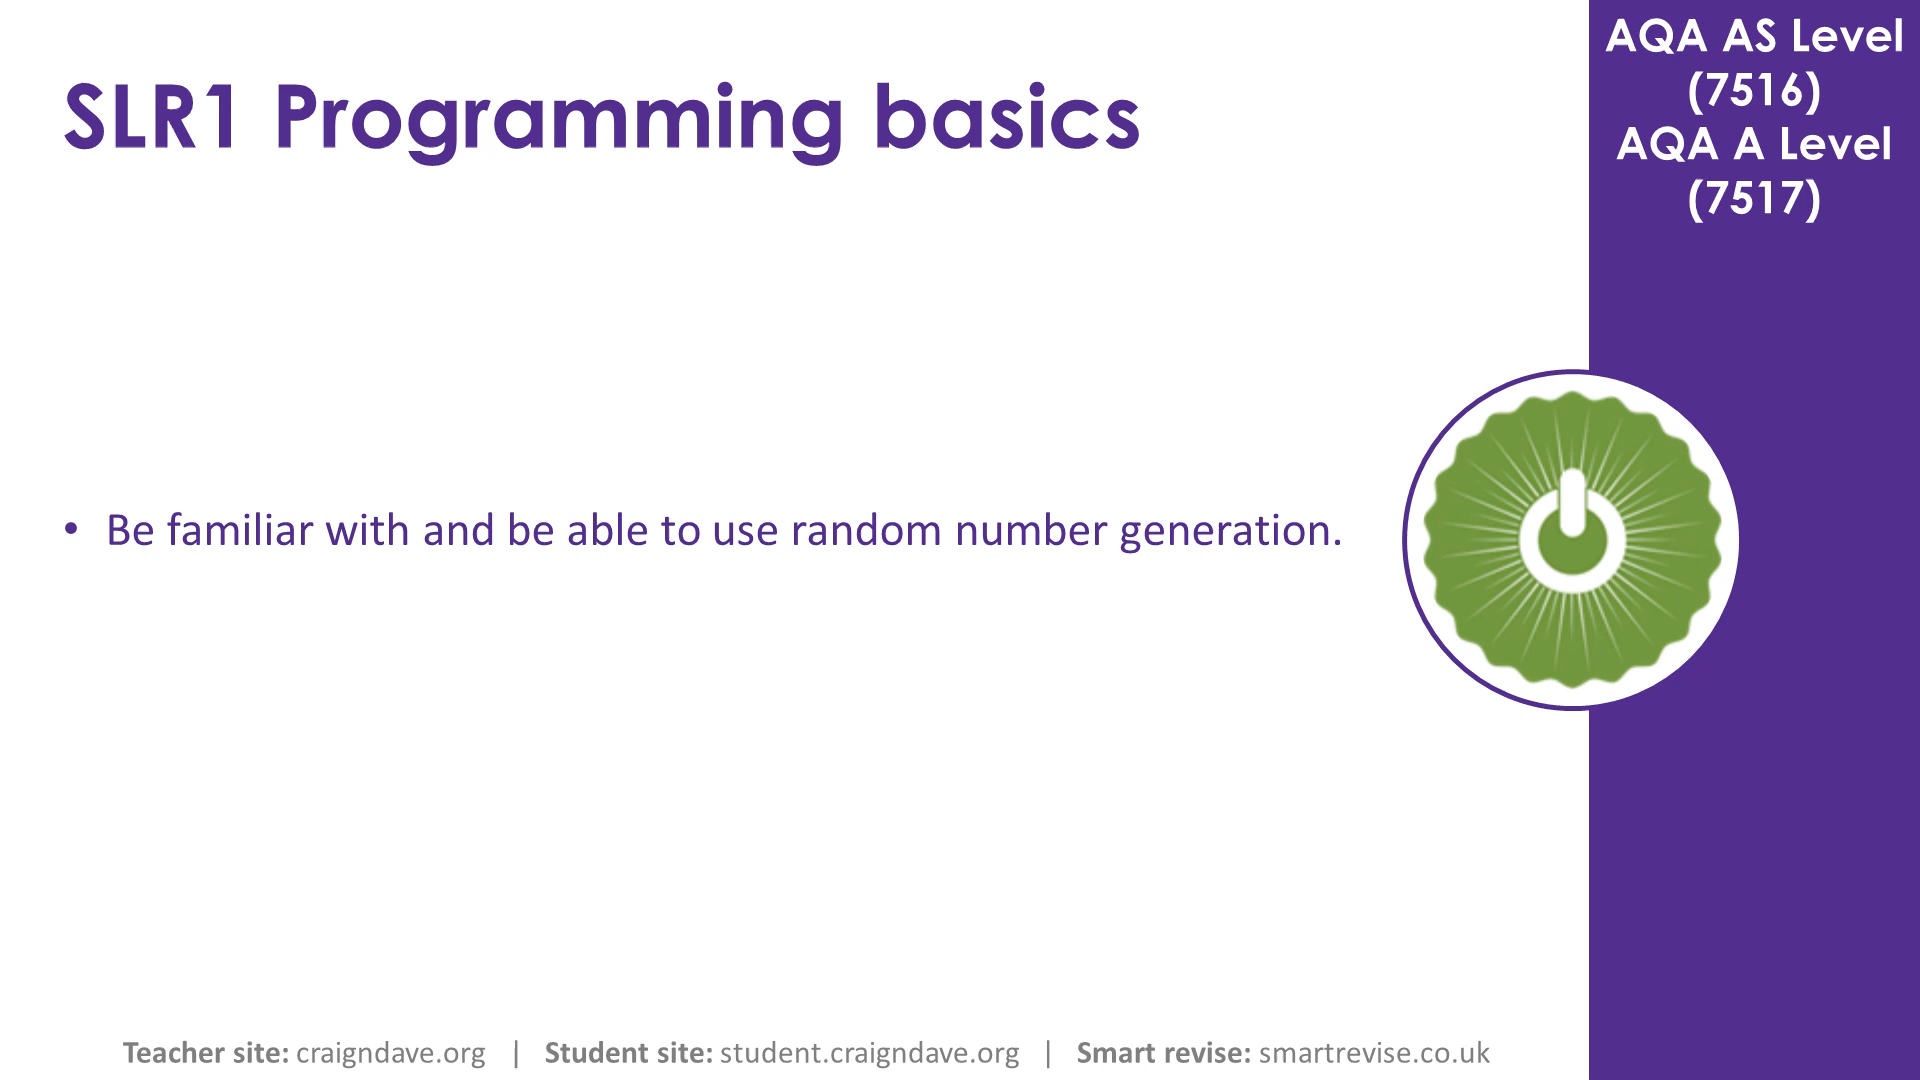 SLR1 Programming basics
AQA AS Level
(7516)
AQA A Level
(7517)
• Be familiar with and be able to use random number generation.
Teacher site: craigndave.org | Student site: student.craigndave.org | Smart revise: smartrevise.co.uk